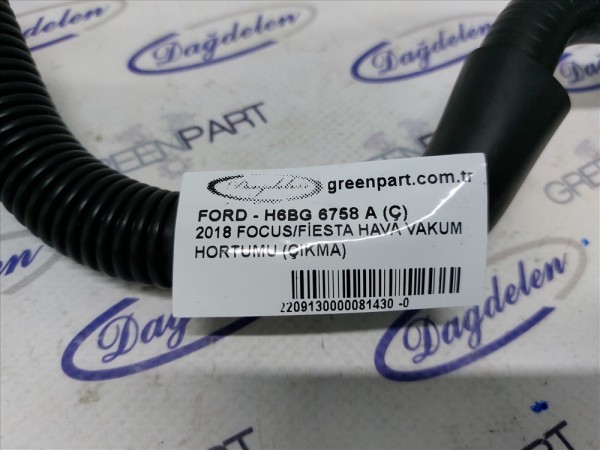 Dağdelen
Dağdelen
GREENPART
Dağdelen greenpart.com.tr
FORD - H6BG 6758 A (Ç)
2018 FOCUS/FİESTA HAVA VAKUM
HORTUMU (ÇIKMA)
2209130000081430 -0
Dağdelen
Dağdelen
GREENPART